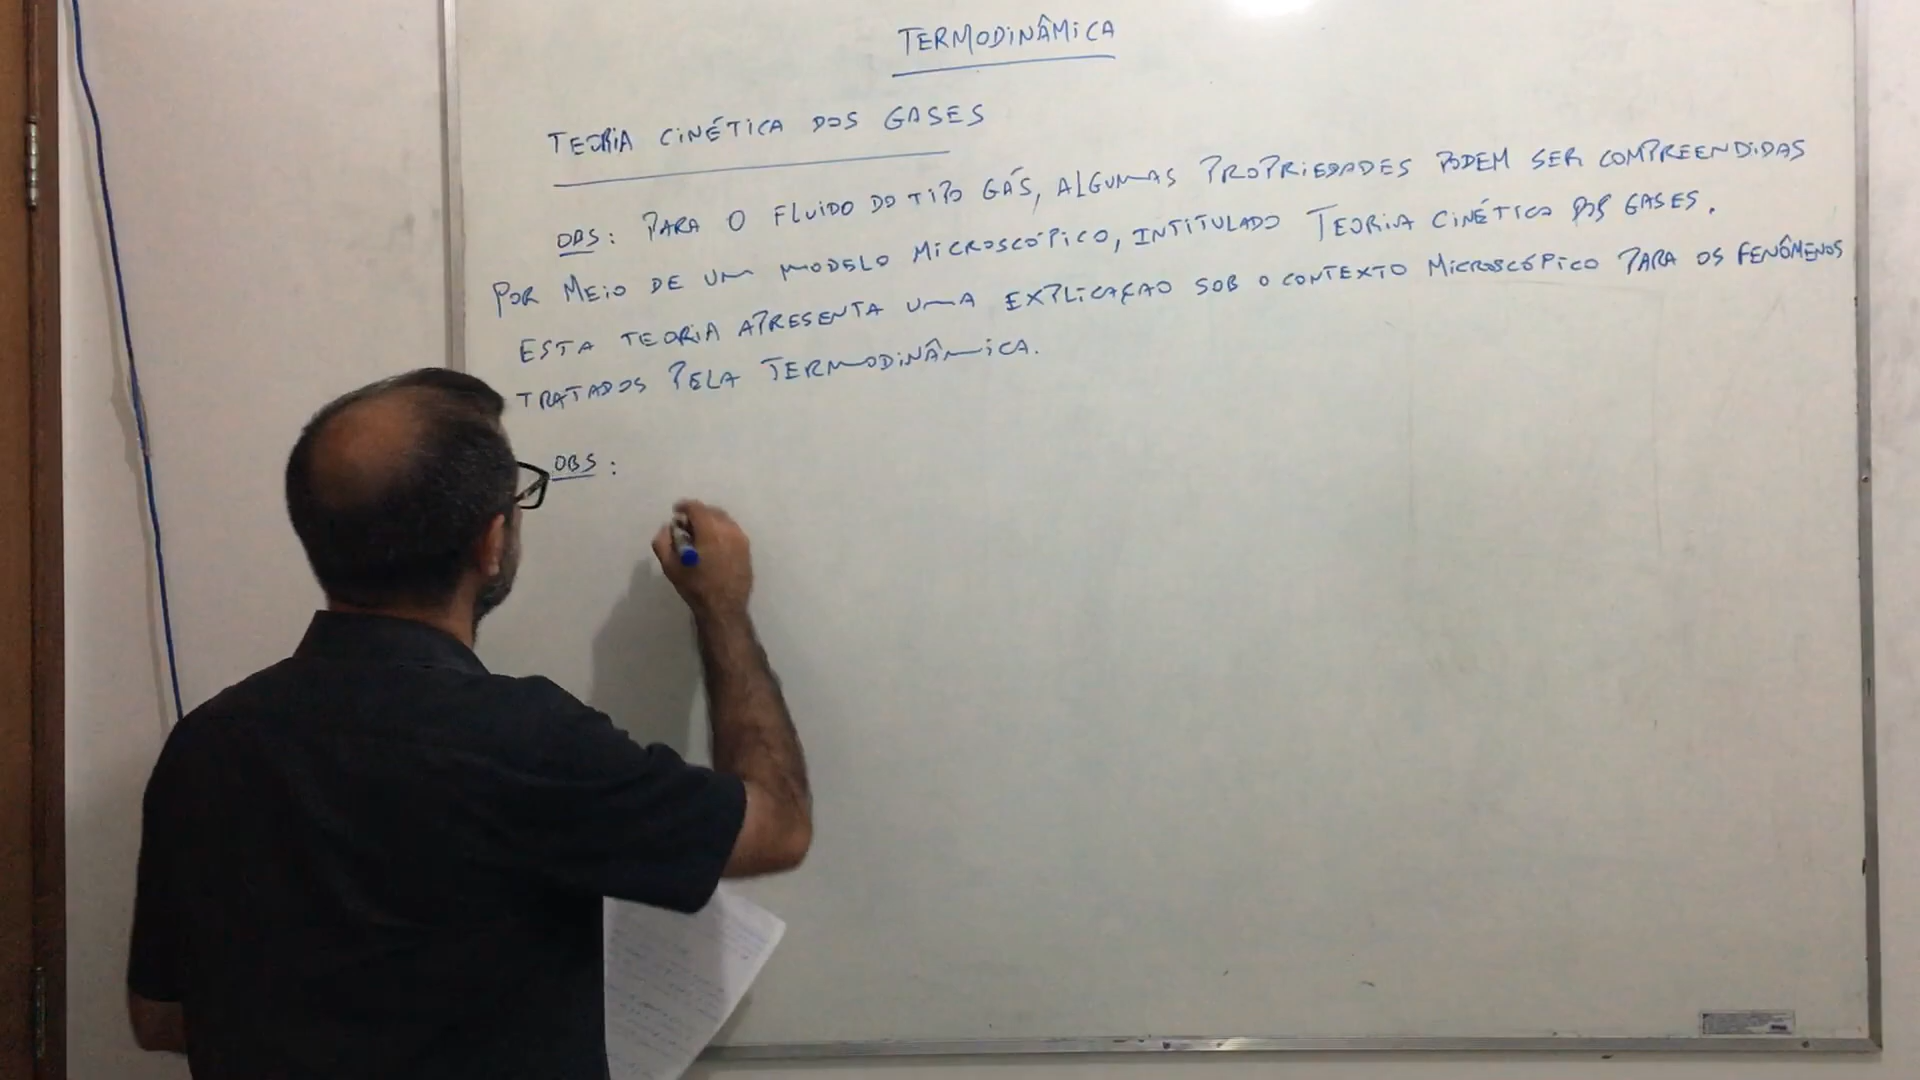 TERMODINÂMICA
TEORIA CINÉTICA DOS GASES
OBS: PARA O FLUIDO DO TIPO GÁS, ALGUMAS PROPRIEDADES PODEM SER COMPREENDIDAS
POR MEIO DE UM MODELO MICROSCÓPICO, INTITULADO TEORIA CINÉTICA DOS GASES.
ESTA TEORIA APRESENTA UMA EXPLICAÇAO SOB O CONTEXTO MICROSCÓPICO PARA OS FENÔMENOS
TRATADOS PELA TERMODINÂMICA.
OBS: